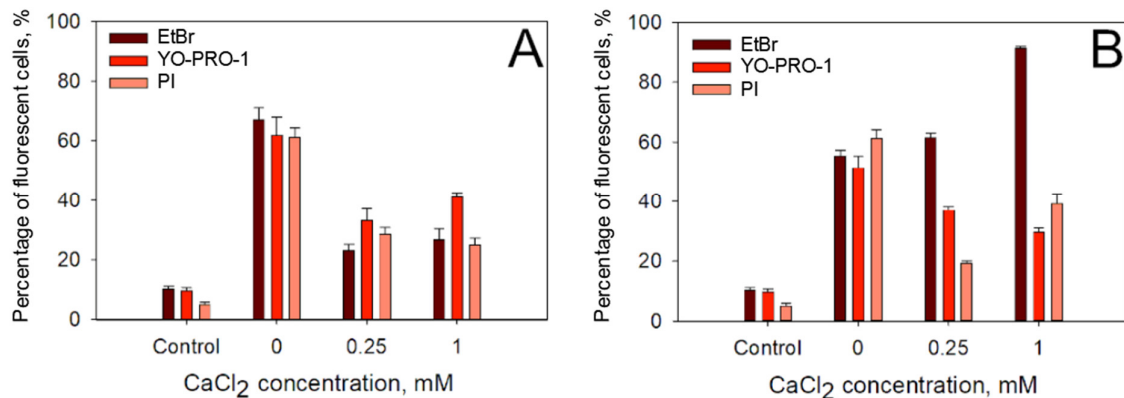 A
EtBr
YO-PRO-1
PI
Percentage of fluorescent cells, %
100
80
60
40
20
0
Control 0 0.25 1
CaCl2 concentration, mM
B
EtBr
YO-PRO-1
PI
Percentage of fluorescent cells, %
100
80
60
40
20
0
Control 0 0.25 1
CaCl2 concentration, mM